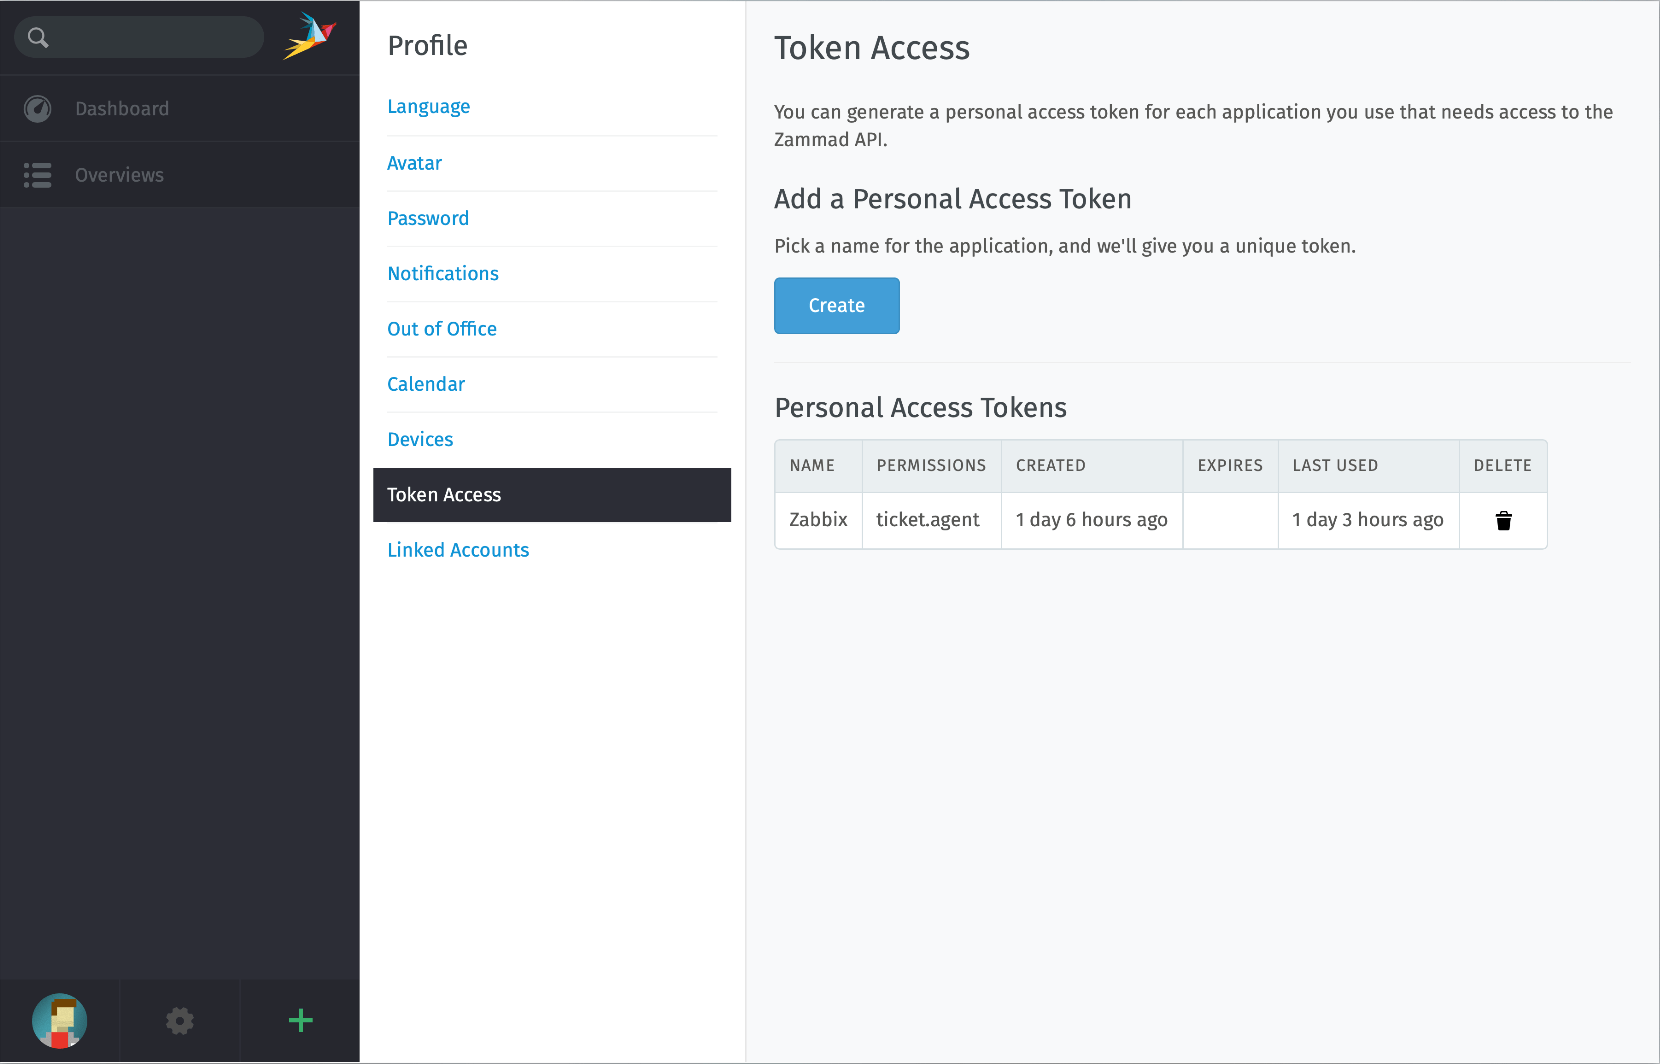 Dashboard
Overviews
Profile
Language
Avatar
Password
Notifications
Out of Office
Calendar
Devices
Token Access
Linked Accounts
Token Access
You can generate a personal access token for each application you use that needs access to the
Zammad API.
Add a Personal Access Token
Pick a name for the application, and we'll give you a unique token.
Create
Personal Access Tokens
NAME PERMISSIONS CREATED EXPIRES LAST USED DELETE
Zabbix ticket.agent 1 day 6 hours ago 1 day 3 hours ago